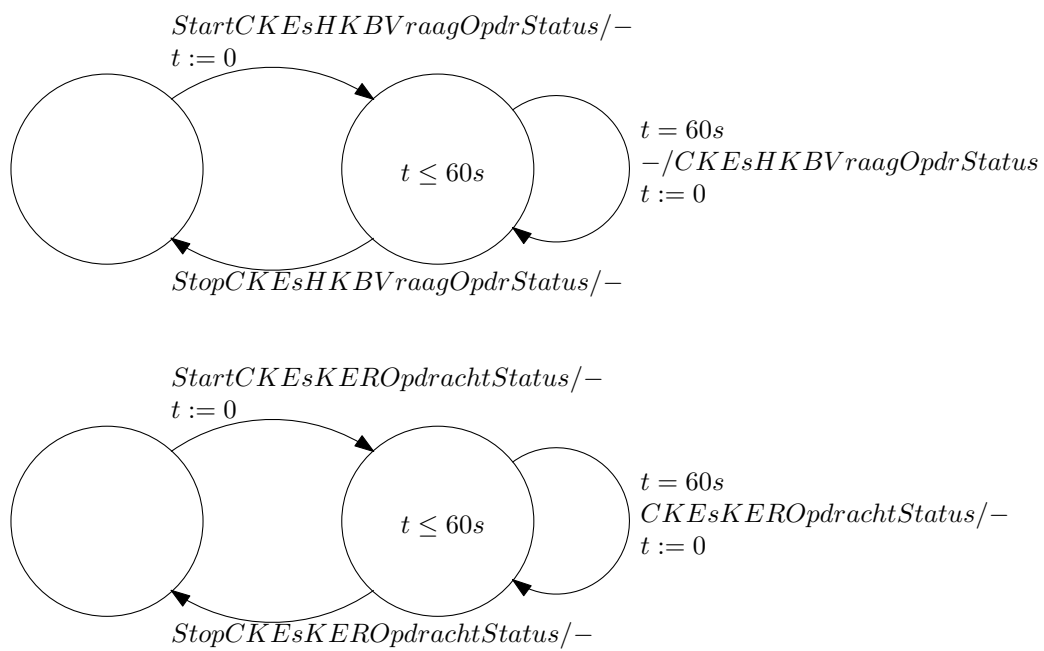 StartCKEsHKBVraagOpdrStatus/−
t := 0
t ≤ 60s
t = 60s
−/CKEsHKBVraagOpdrStatus
t := 0
StopCKEsHKBVraagOpdrStatus/−
StartCKEsKEROpdrachtStatus/−
t := 0
t ≤ 60s
t = 60s
CKEsKEROpdrachtStatus/−
t := 0
StopCKEsKEROpdrachtStatus/−